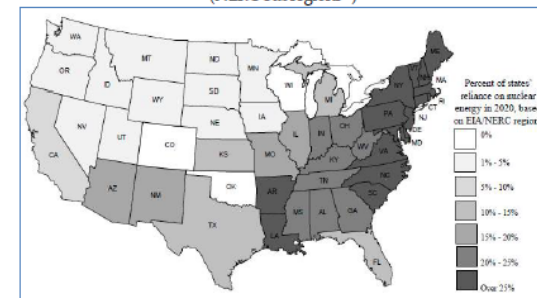 WA
MT
ND
MN
OR
ID
SD
WI
MI
NY
ME
VT
NH
MA
RI
CT
NJ
DE
MD
WY
NE
IA
PA
NV
UT
CO
KS
MO
IL
IN
OH
WV
VA
KY
CA
AZ
NM
OK
AR
TN
NC
SC
TX
LA
MS
AL
GA
FL
Percent of states'
reliance on nuclear
energy in 2020, base
on EIA/NERC region
0%
1% - 5%
5% - 10%
10% - 15%
15% - 20%
20% - 25%
Over 25%